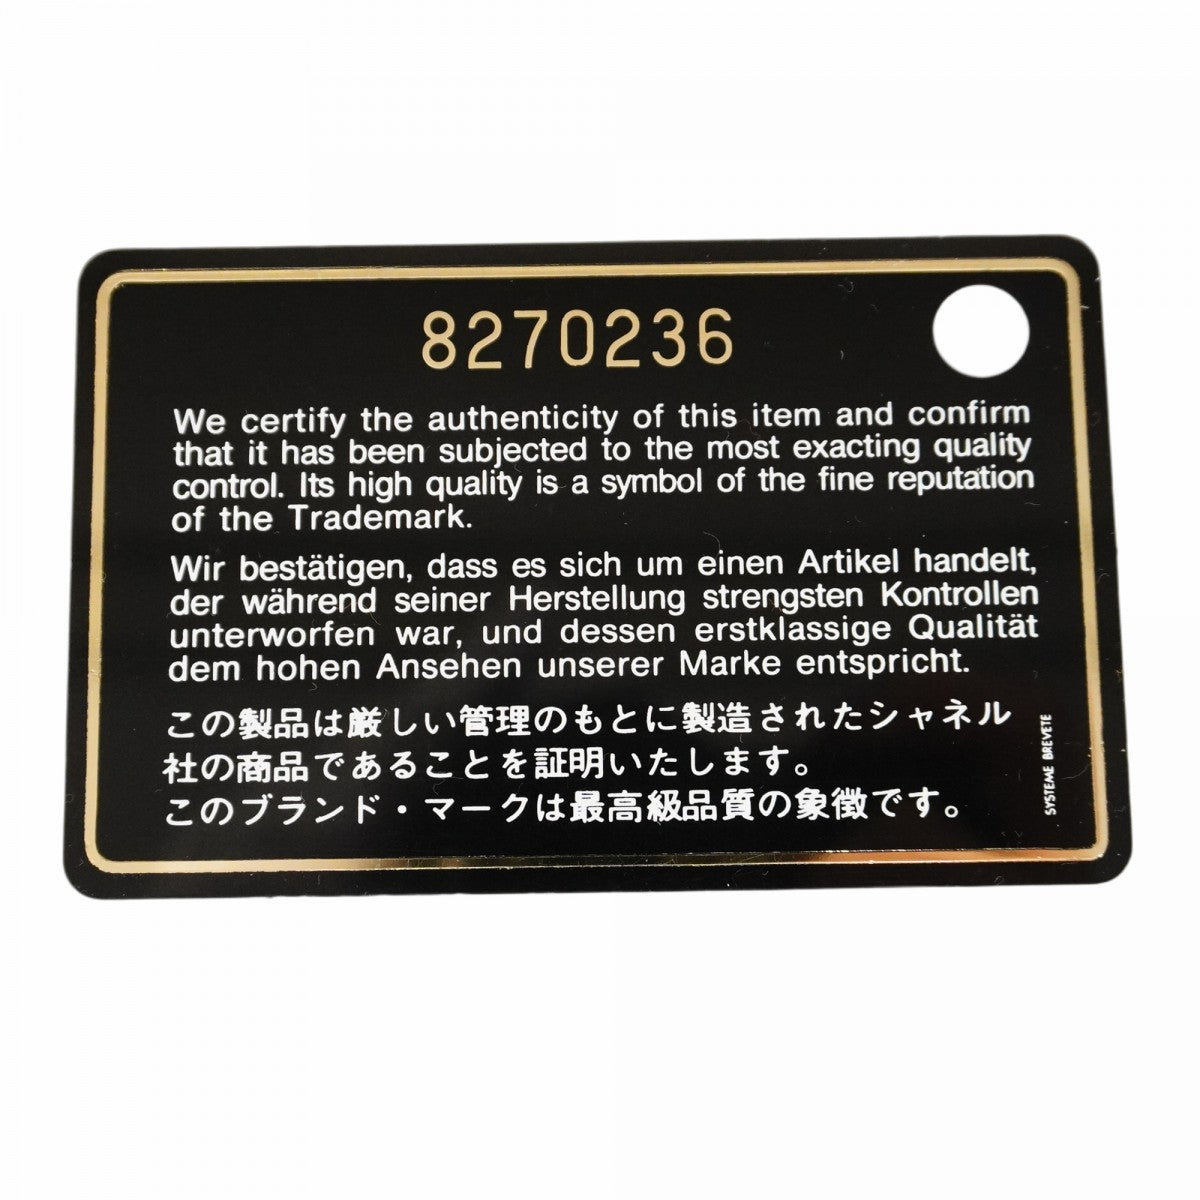 8270236
We certify the authenticity of this item and confirm
that it has been subjected to the most exacting quality
control. Its high quality is a symbol of the fine reputation
of the Trademark.
Wir bestätigen, dass es sich um einen Artikel handelt,
der während seiner Herstellung strengsten Kontrollen
unterworfen war, und dessen erstklassige Qualität
dem hohen Ansehen unserer Marke entspricht.
この製品は厳しい管理のもとに製造されたシャネル
社の商品であることを証明いたします。
このブランド・マークは最高級品質の象徴です。
SYSTEME BREVETE